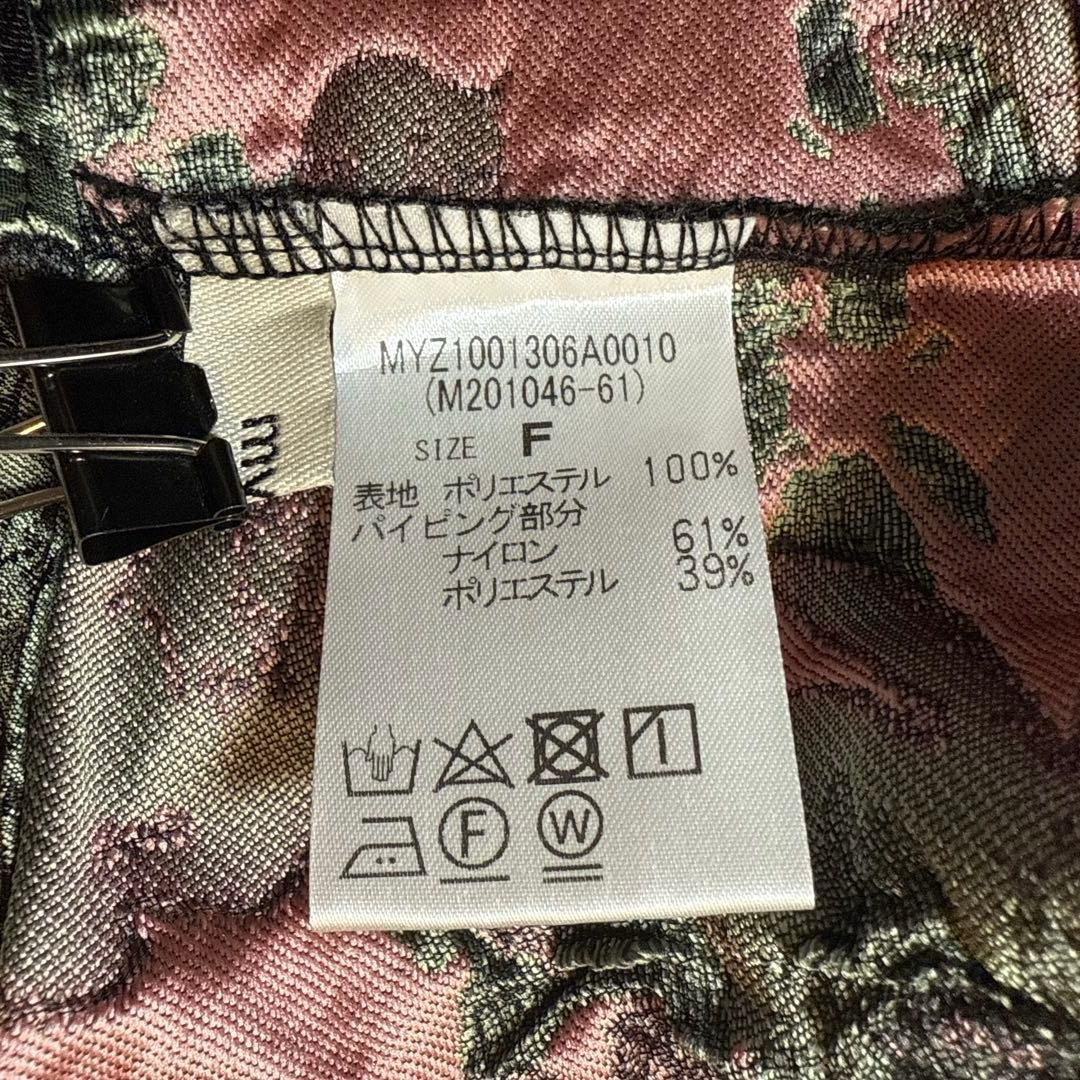 MYZ1001306A0010
(M201046-61)
SIZE F
表地 ポリエステル 100%
パイピング部分
ナイロン 61%
ポリエステル 39%
F
W